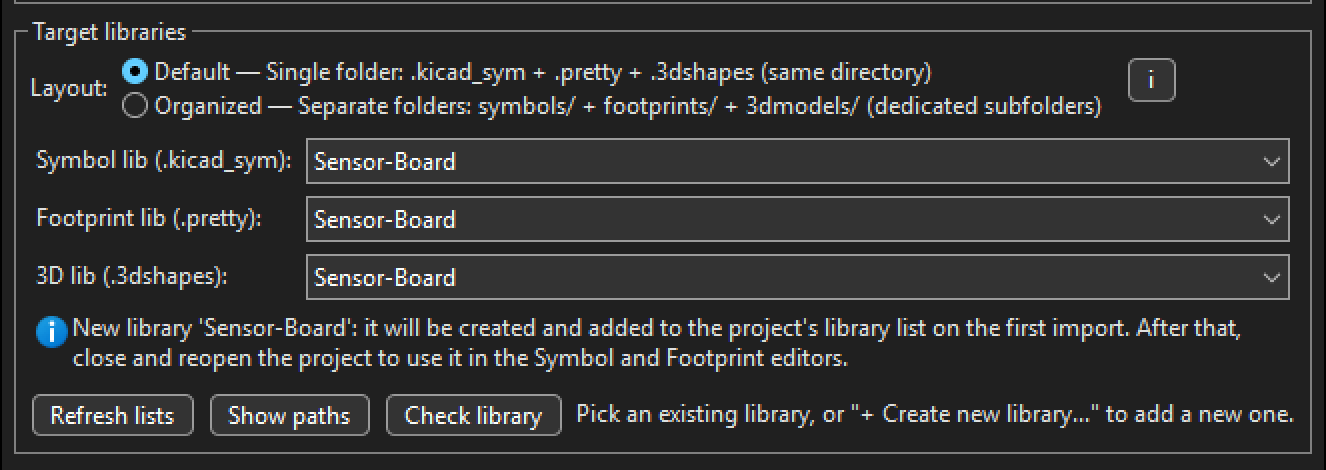 Target libraries
Layout:
Default — Single folder: .kicad_sym + .pretty + .3dshapes (same directory)
Organized — Separate folders: symbols/ + footprints/ + 3dmodels/ (dedicated subfolders)
i
Symbol lib (.kicad_sym): Sensor-Board
Footprint lib (.pretty): Sensor-Board
3D lib (.3dshapes): Sensor-Board
i New library 'Sensor-Board': it will be created and added to the project's library list on the first import. After that,
close and reopen the project to use it in the Symbol and Footprint editors.
Refresh lists Show paths Check library Pick an existing library, or "+ Create new library..." to add a new one.